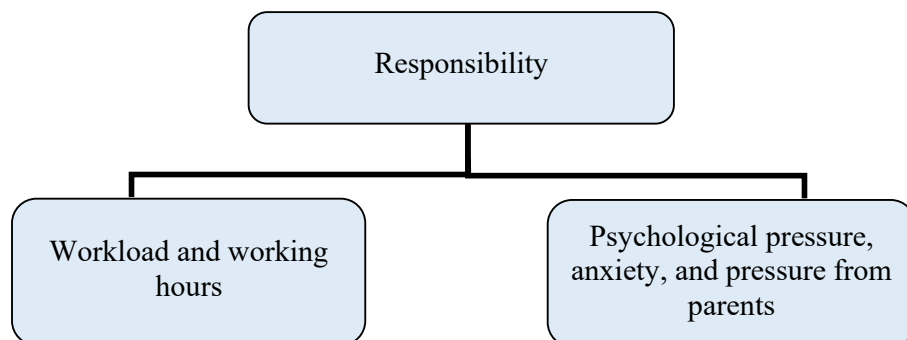 Responsibility
Workload and working
hours
Psychological pressure,
anxiety, and pressure from
parents